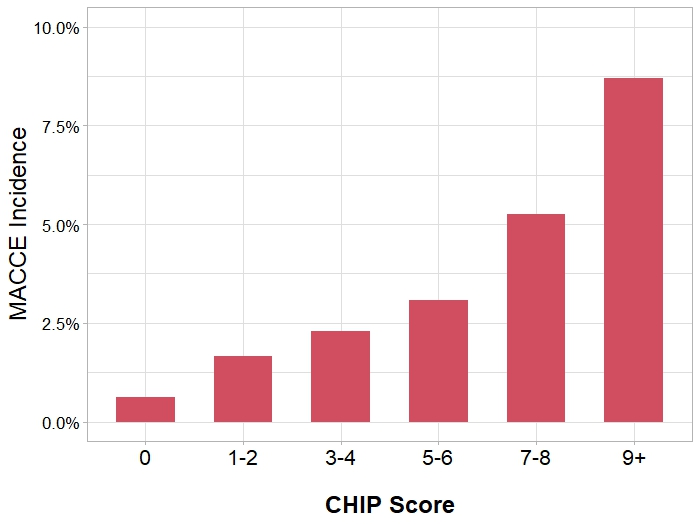 10.0%
7.5%
5.0%
2.5%
0.0%
MACCE Incidence
0 1-2 3-4 5-6 7-8 9+
CHIP Score